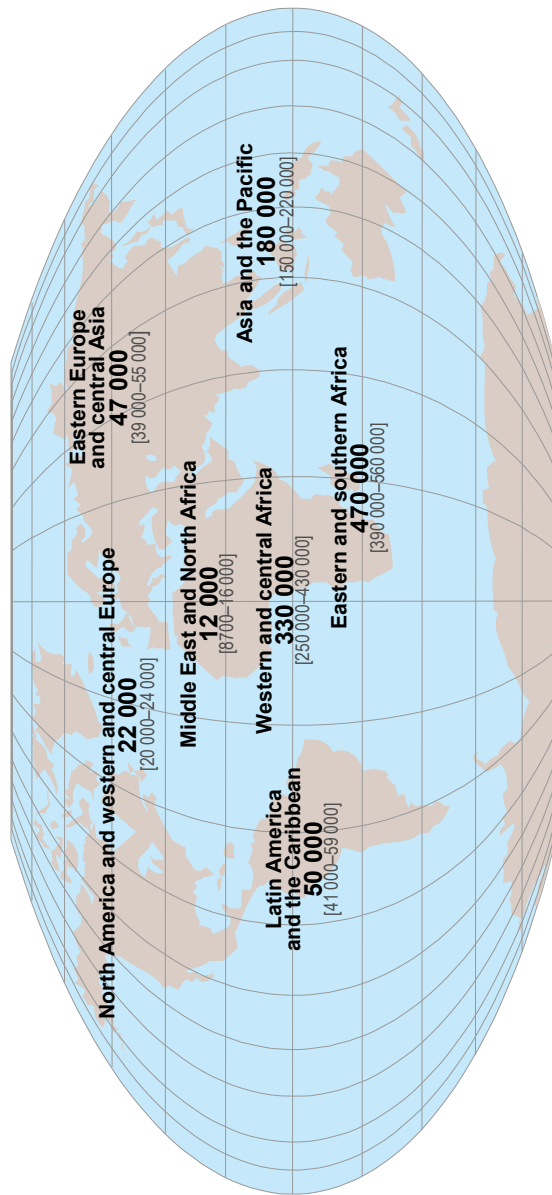 Eastern Europe
and central Asia
47 000
[39 000–55 000]
North America and western and central Europe
22 000
[20 000–24 000]
Middle East and North Africa
12 000
[8700–16 000]
Asia and the Pacific
180 000
[150 000–220 000]
Western and central Africa
330 000
[250 000–430 000]
Latin America
and the Caribbean
50 000
[41 000–59 000]
Eastern and southern Africa
470 000
[390 000–560 000]